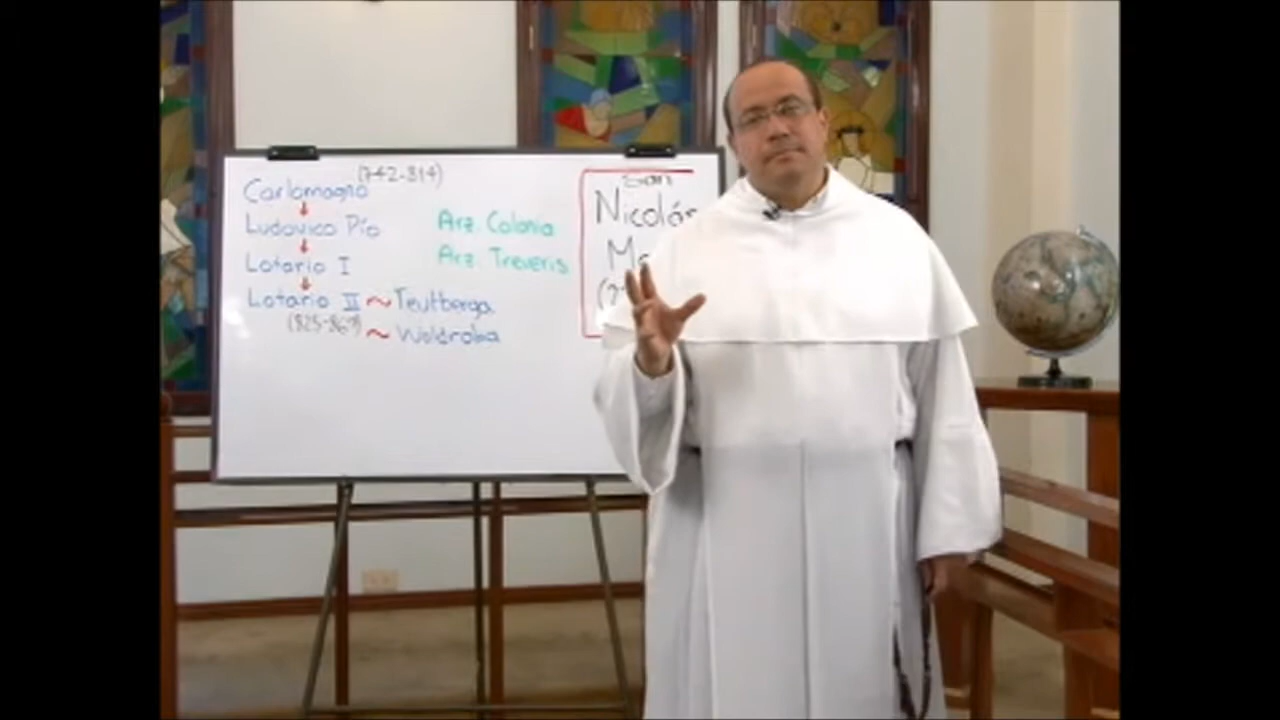 (742-814)
Carlomagno
Ludovico Pío
Lotario I
Lotario II ~ Teutberga
(825-869) ~ Waldrada
Arz. Colonia
Arz. Treveris
San
Nicolás